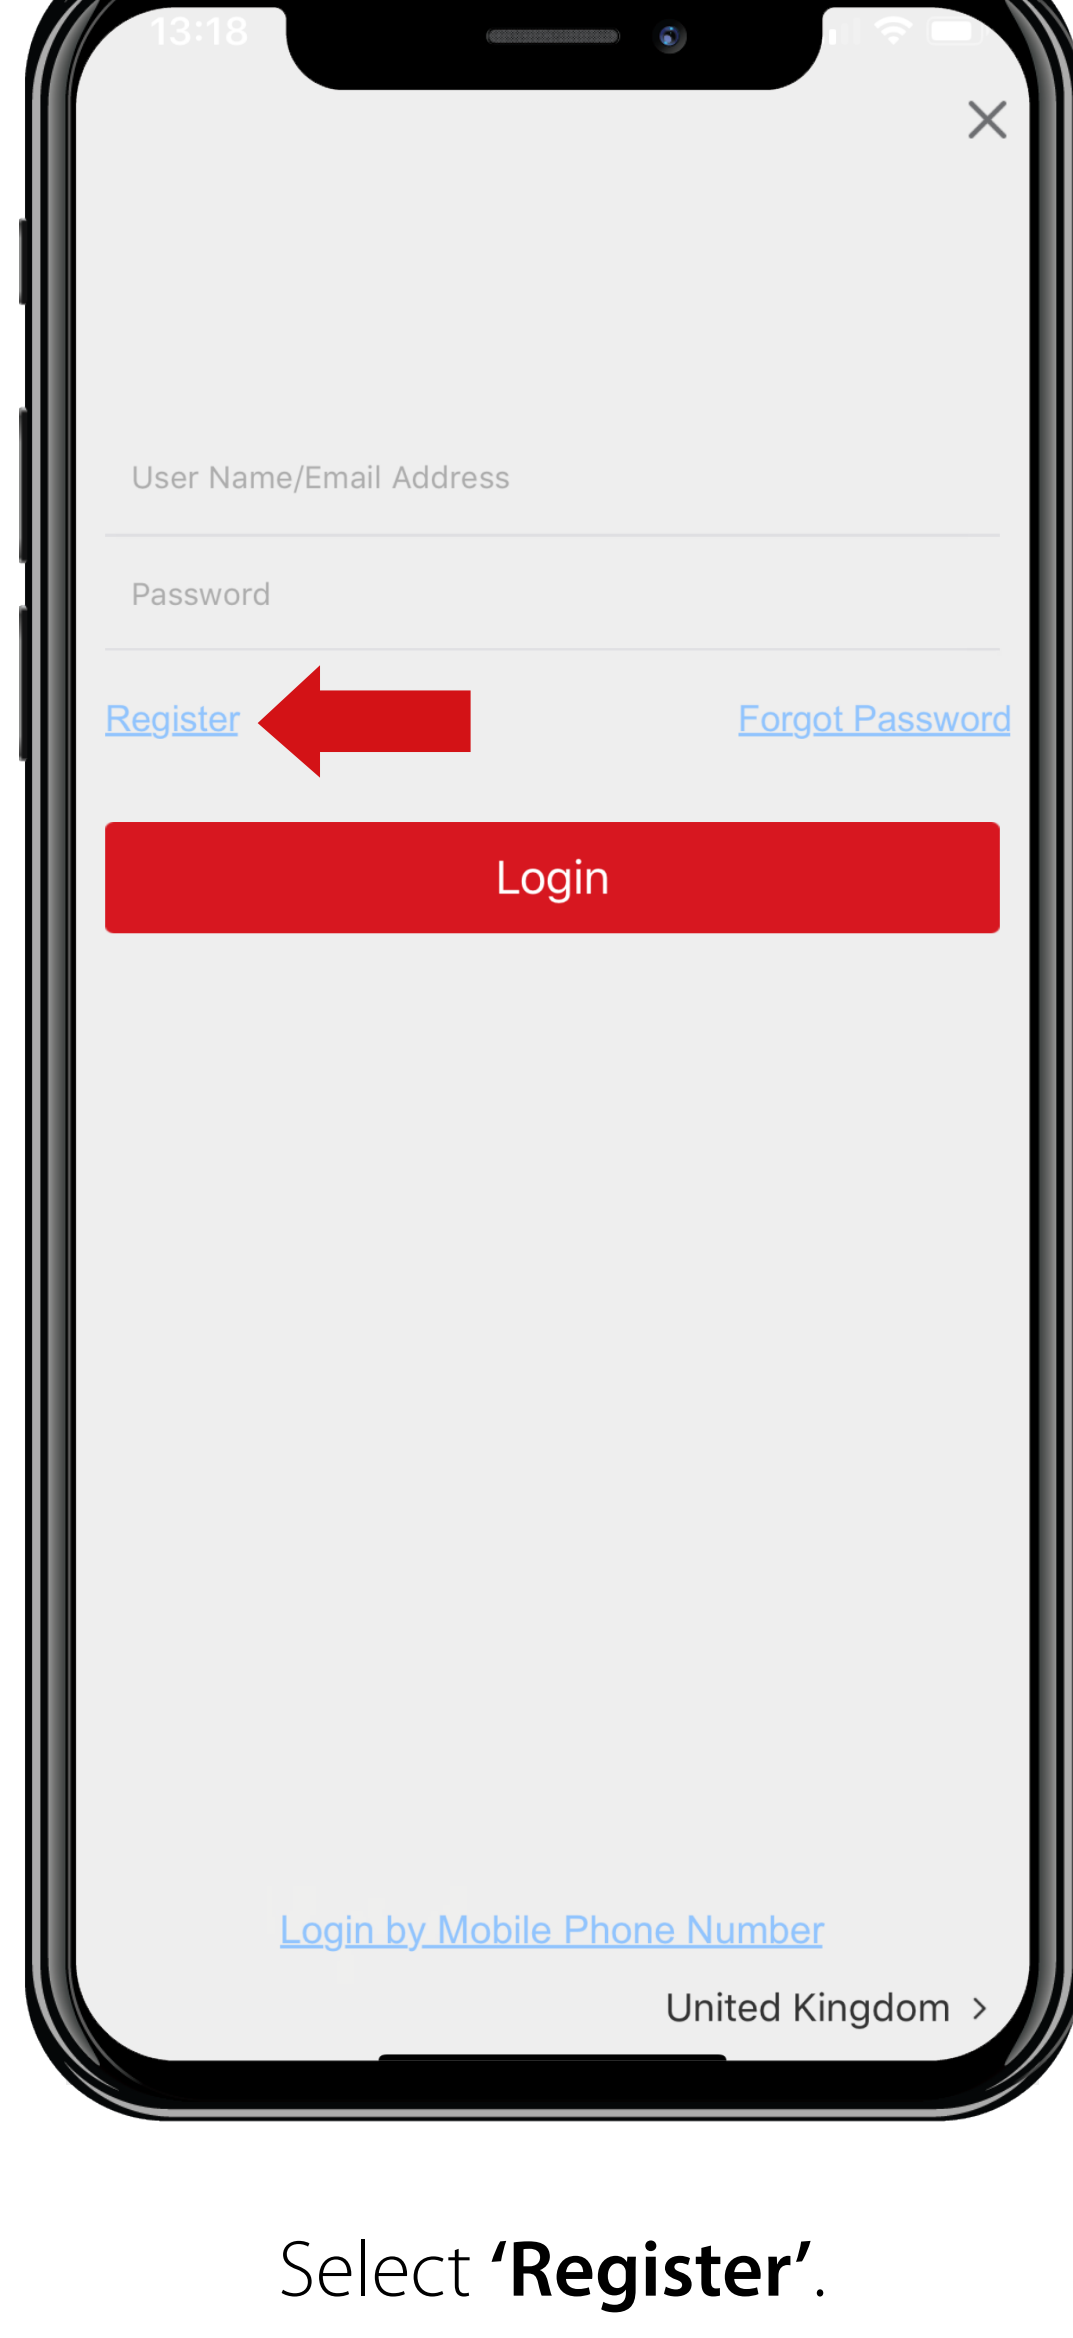 13:18
User Name/Email Address
Password
Register
Forgot Password
Login
Login by Mobile Phone Number
United Kingdom >
Select ‘Register’.